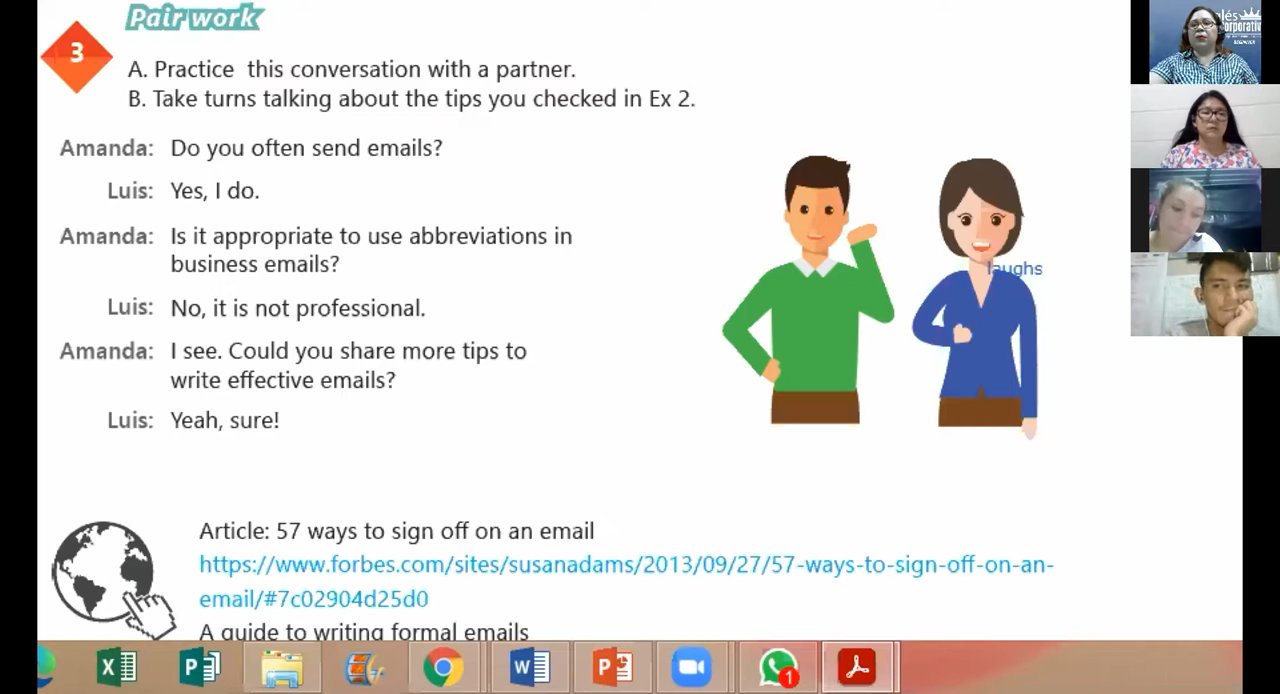 Pair work
3
A. Practice this conversation with a partner.
B. Take turns talking about the tips you checked in Ex 2.
Amanda: Do you often send emails?
Luis: Yes, I do.
Amanda: Is it appropriate to use abbreviations in
business emails?
Luis: No, it is not professional.
Amanda: I see. Could you share more tips to
write effective emails?
Luis: Yeah, sure!
laughs
Article: 57 ways to sign off on an email
https://www.forbes.com/sites/susanadams/2013/09/27/57-ways-to-sign-off-on-an-
email/#7c02904d25d0
A guide to writing formal emails
1